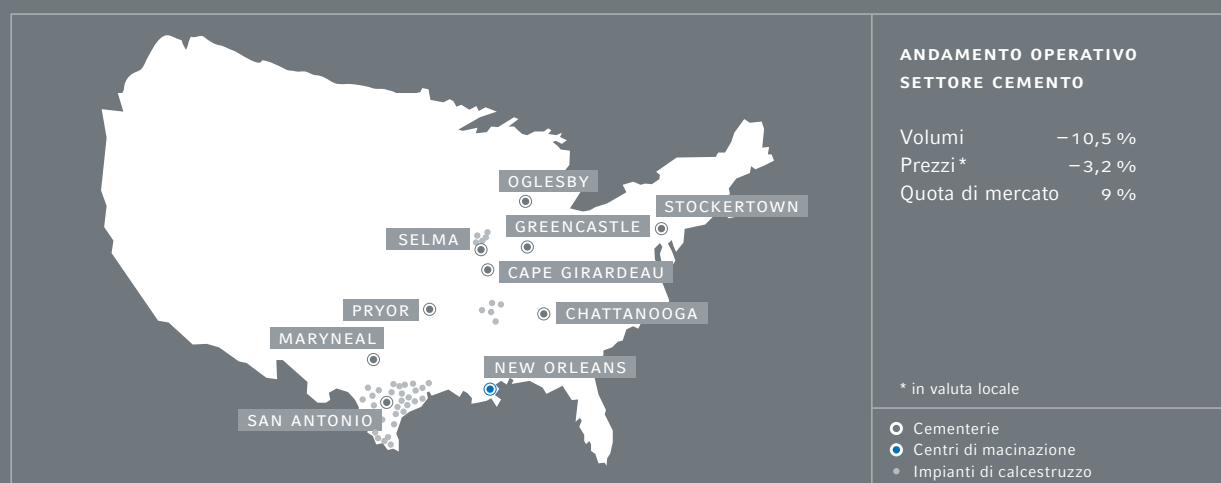 OGLESBY
STOCKERTOWN
GREENCASTLE
SELMA
CAPE GIRARDEAU
PRYOR
CHATTANOOGA
MARYNEAL
NEW ORLEANS
SAN ANTONIO
ANDAMENTO OPERATIVO
SETTORE CEMENTO
Volumi −10,5 %
Prezzi* −3,2 %
Quota di mercato 9 %
* in valuta locale
Cementerie
Centri di macinazione
Impianti di calcestruzzo